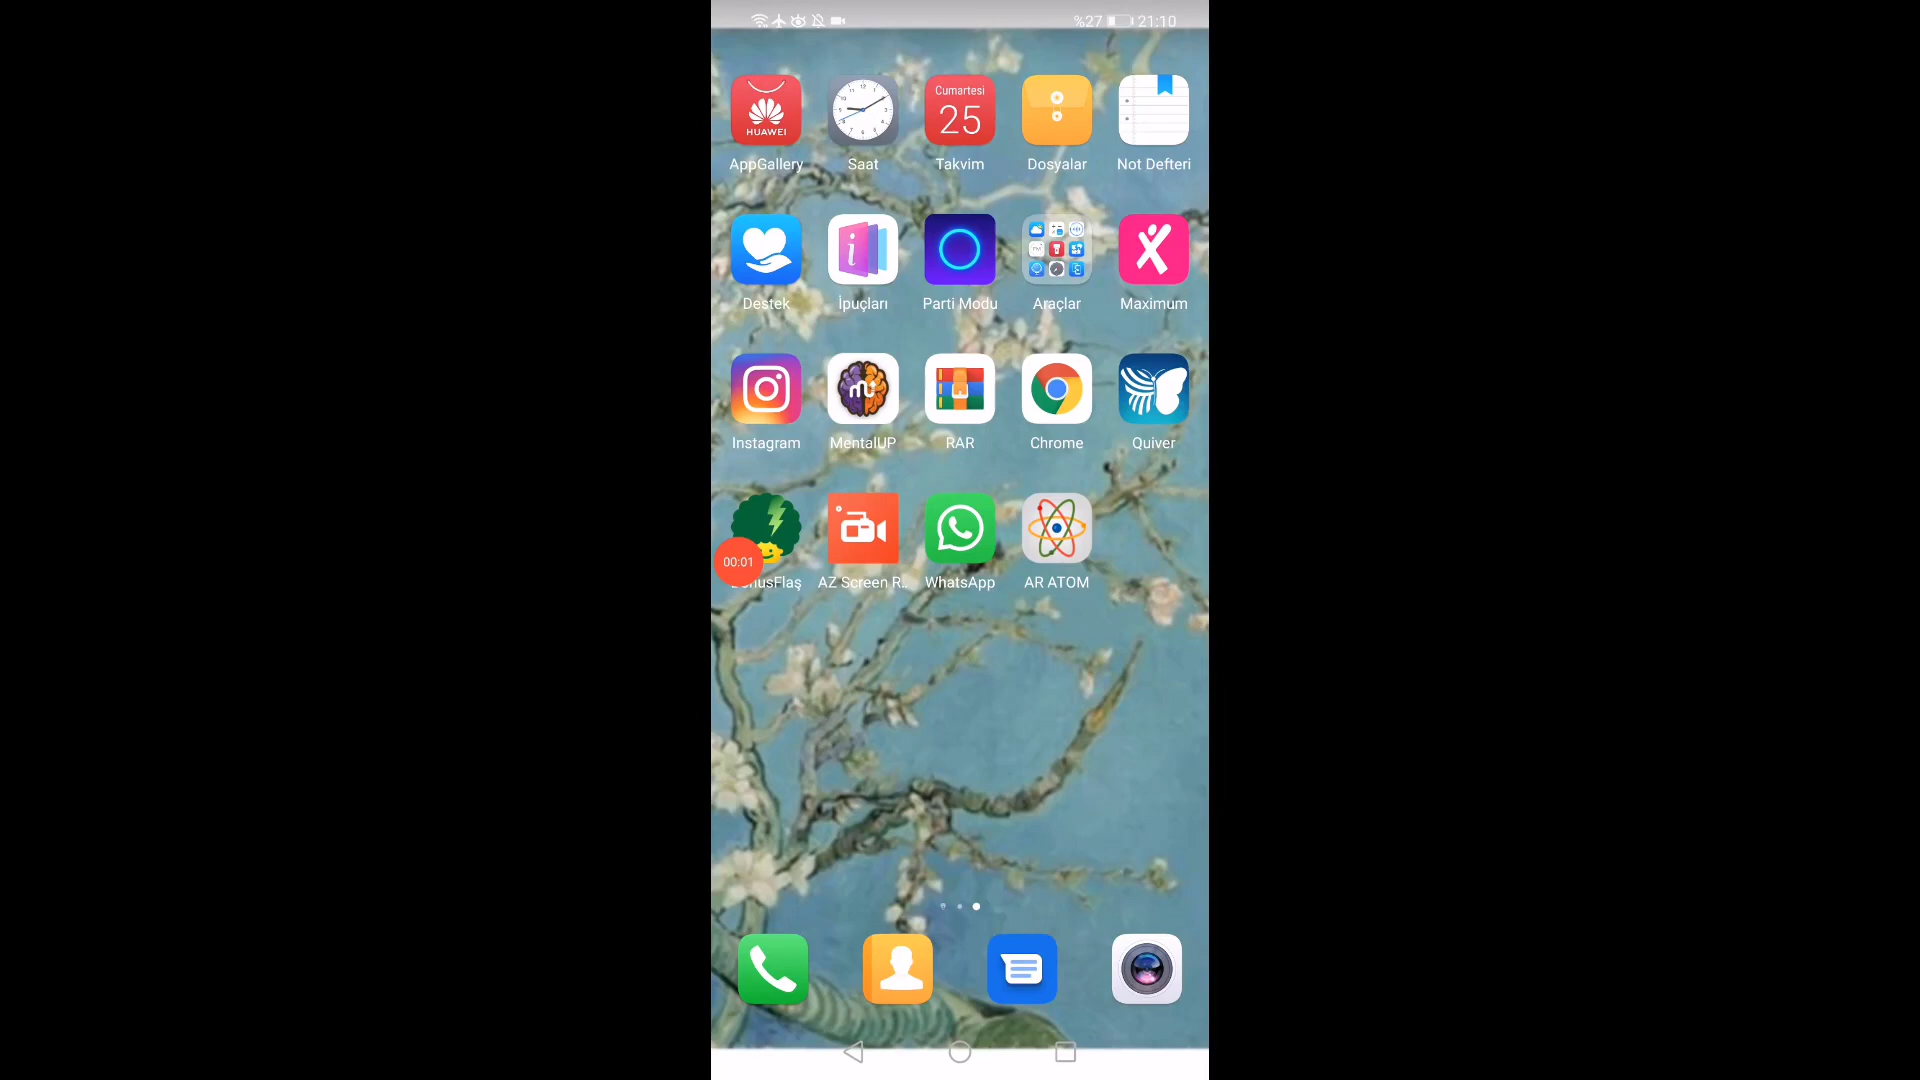 %27 21:10
HUAWEI
Cumartesi
25
AppGallery Saat Takvim Dosyalar Not Defteri
Destek İpuçları Parti Modu Araçlar Maximum
Instagram MentalUP RAR Chrome Quiver
00:01
nusFlaş AZ Screen R.. WhatsApp AR ATOM